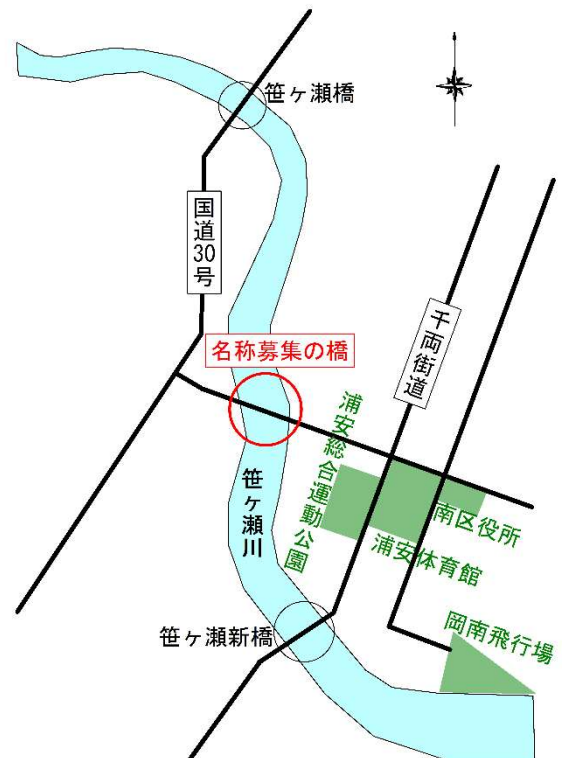 笹ヶ瀬橋
国道30号
千両街道
名称募集の橋
浦安総合運動公園
笹ヶ瀬川
南区役所
浦安体育館
岡南飛行場
笹ヶ瀬新橋